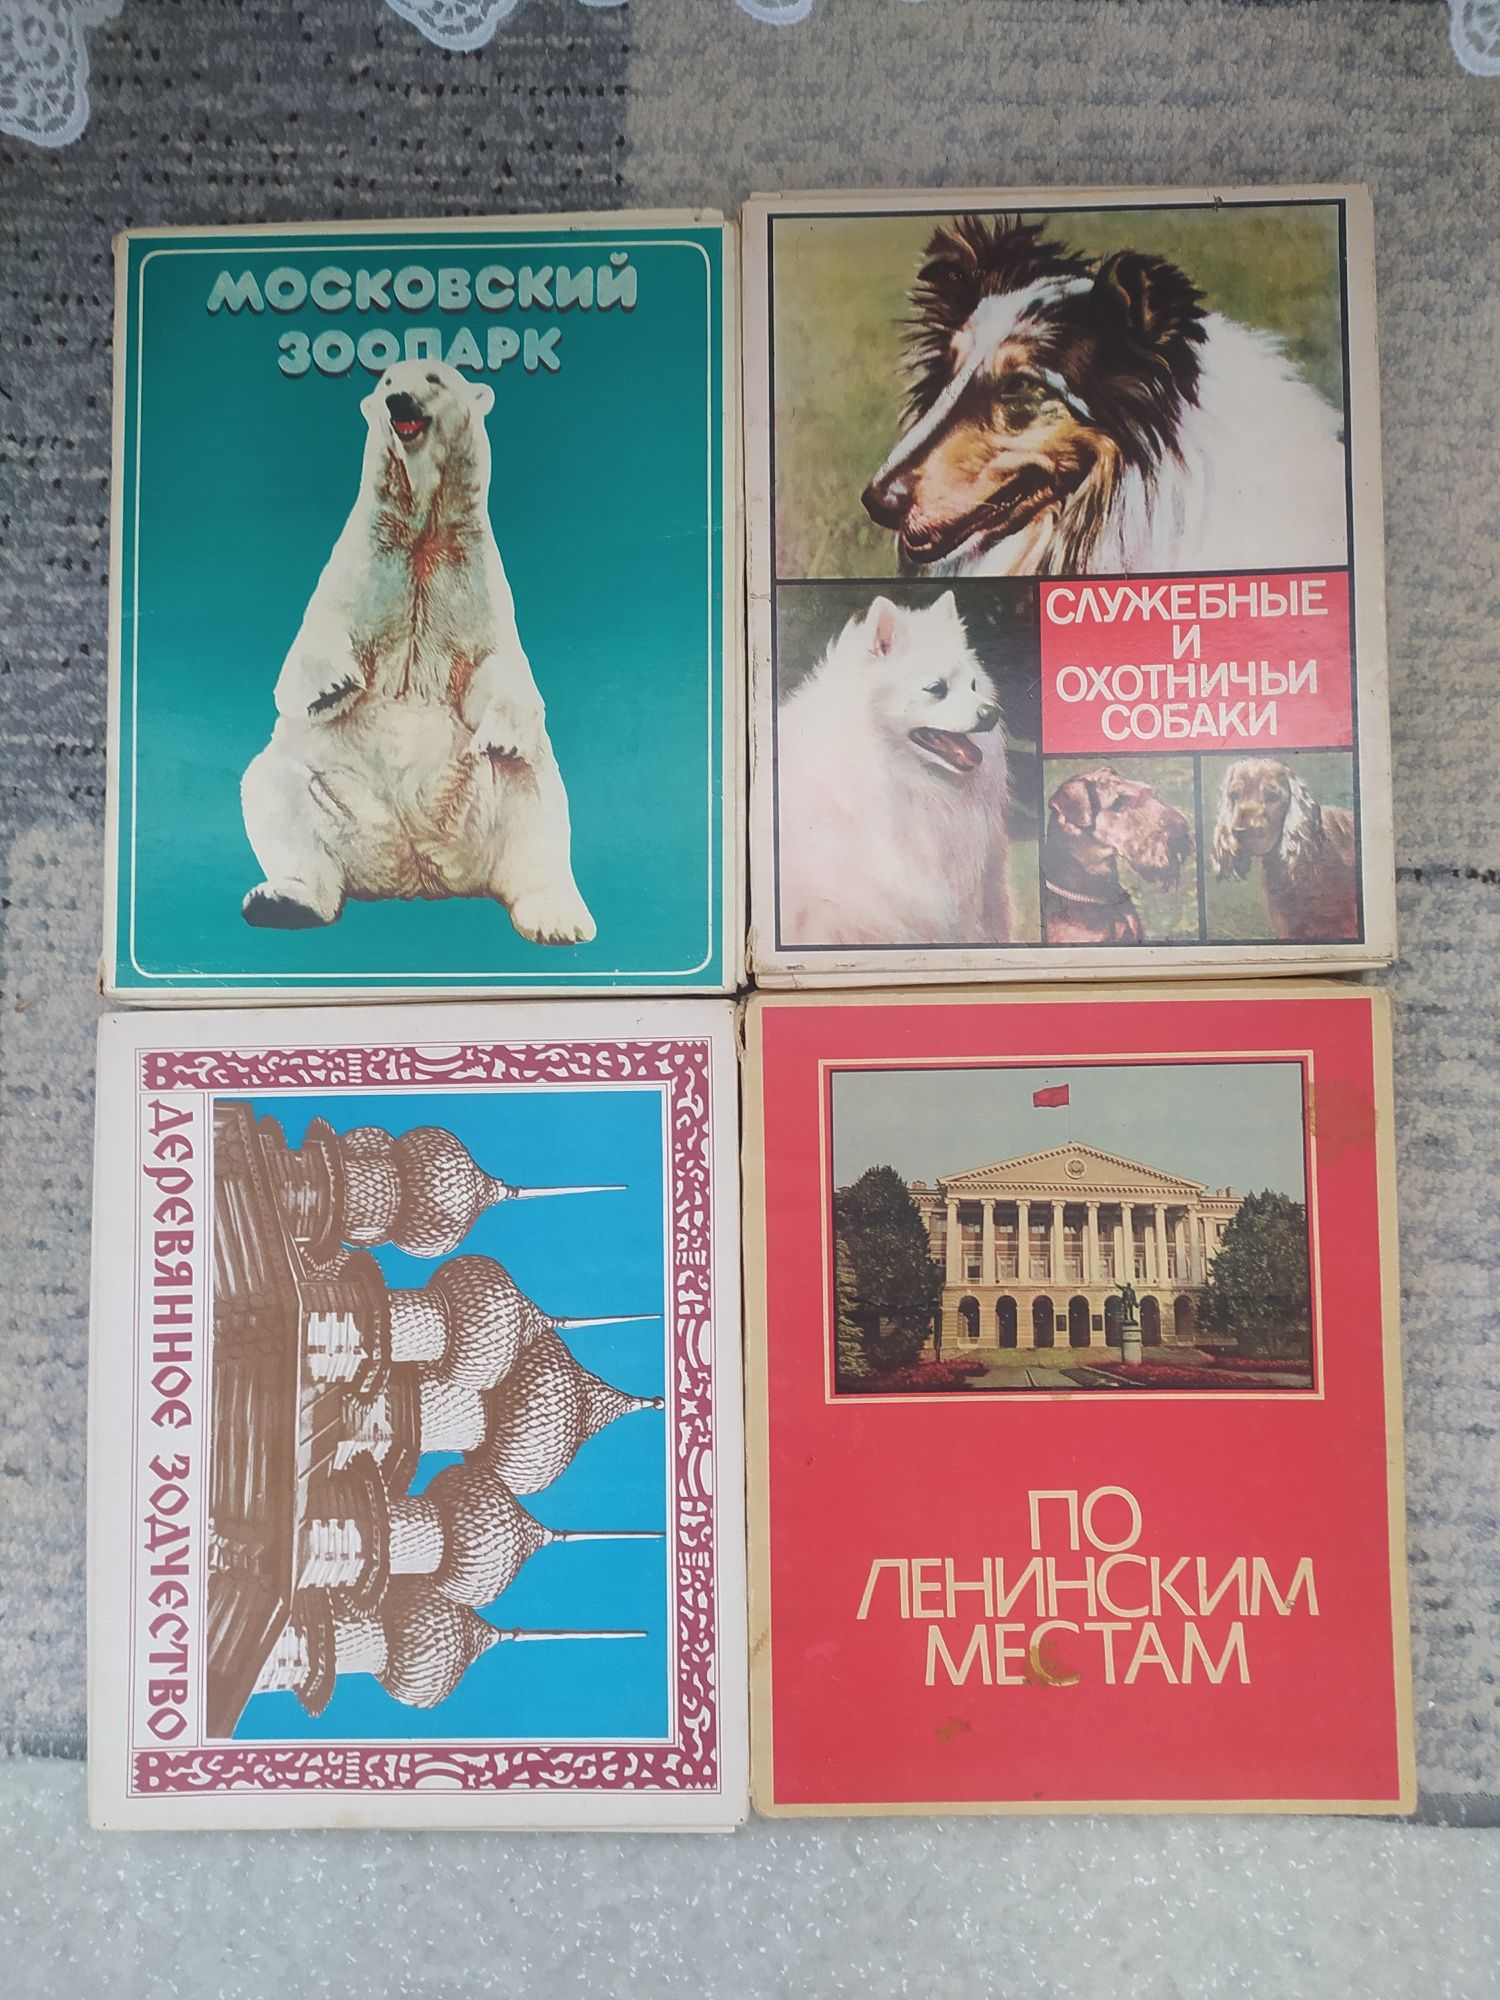 МОСКОВСКИЙ
ЗООПАРК
СЛУЖЕБНЫЕ
И
ОХОТНИЧЬИ
СОБАКИ
ДЕРЕВЯННОЕ ЗОДЧЕСТВО
ПО
ЛЕНИНСКИМ
МЕСТАМ